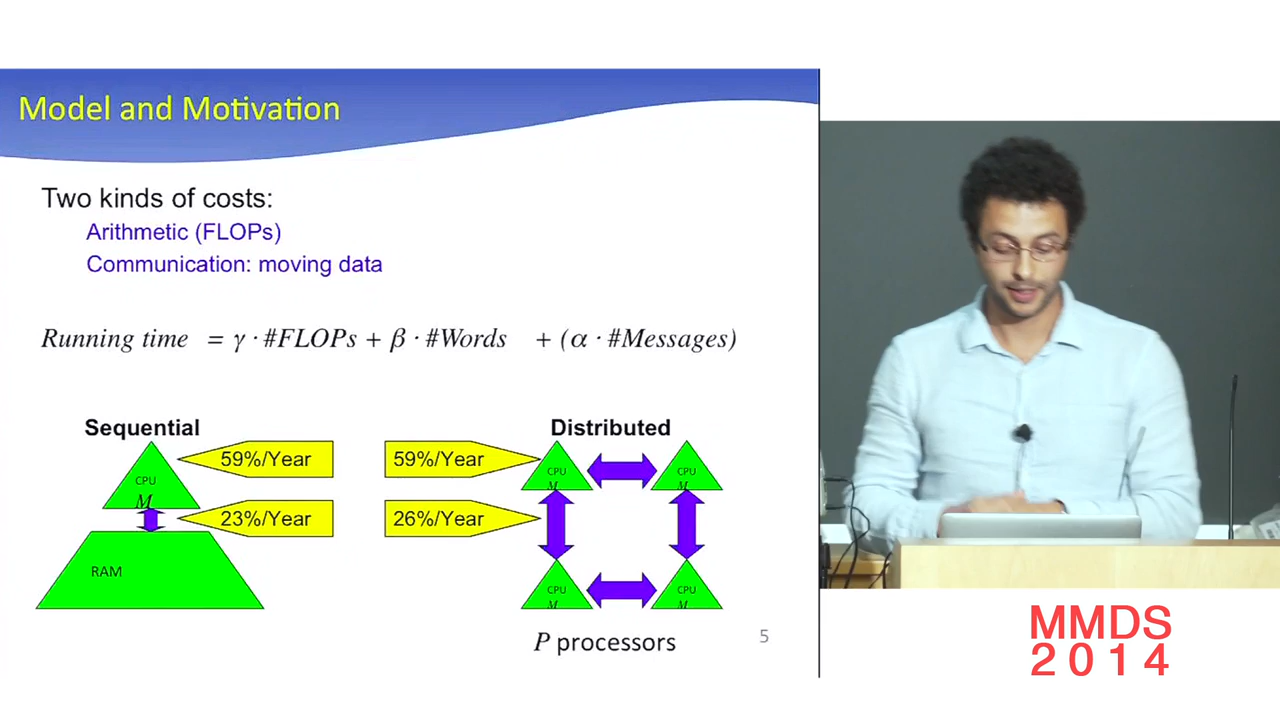 Model and Motivation
Two kinds of costs:
Arithmetic (FLOPs)
Communication: moving data
Running time = γ · #FLOPs + β · #Words + (α · #Messages)
Sequential
Distributed
59%/Year
59%/Year
CPU
M
CPU
M
CPU
M
23%/Year
26%/Year
RAM
CPU
M
CPU
M
P processors
5
MMDS
2014